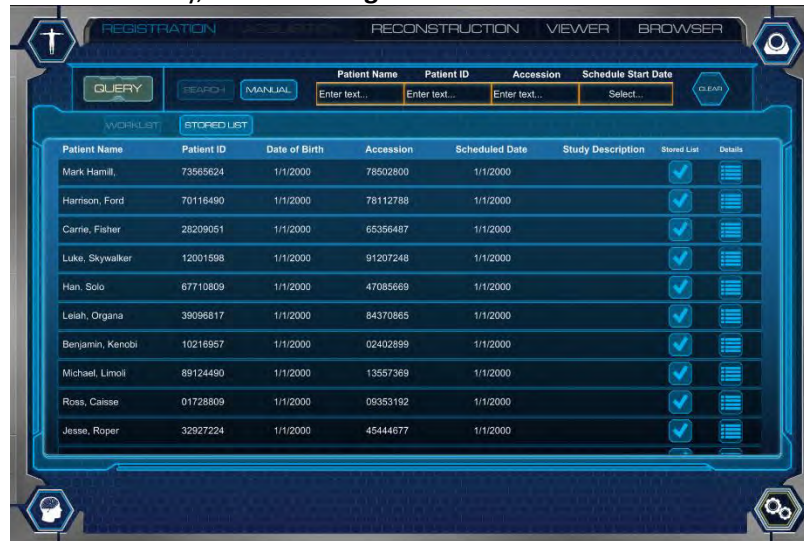 REGISTRATION RECONSTRUCTION VIEWER BROWSER
Patient Name Patient ID Accession Schedule Start Date
QUERY SEARCH MANUAL Enter text... Enter text... Enter text... Select... CLEAR
WORKLIST STORED LIST
Patient Name Patient ID Date of Birth Accession Scheduled Date Study Description Stored List Details
Mark Hamill, 73565624 1/1/2000 78502800 1/1/2000
Harrison, Ford 70116490 1/1/2000 78112788 1/1/2000
Carrie, Fisher 28209051 1/1/2000 65356487 1/1/2000
Luke, Skywalker 12001598 1/1/2000 91207248 1/1/2000
Han, Solo 67710809 1/1/2000 47085669 1/1/2000
Leiah, Organa 39096817 1/1/2000 84370865 1/1/2000
Benjamin, Kenobi 10216957 1/1/2000 02402899 1/1/2000
Michael, Limoli 89124490 1/1/2000 13557369 1/1/2000
Ross, Caisse 01728809 1/1/2000 09353192 1/1/2000
Jesse, Roper 32927224 1/1/2000 45444677 1/1/2000